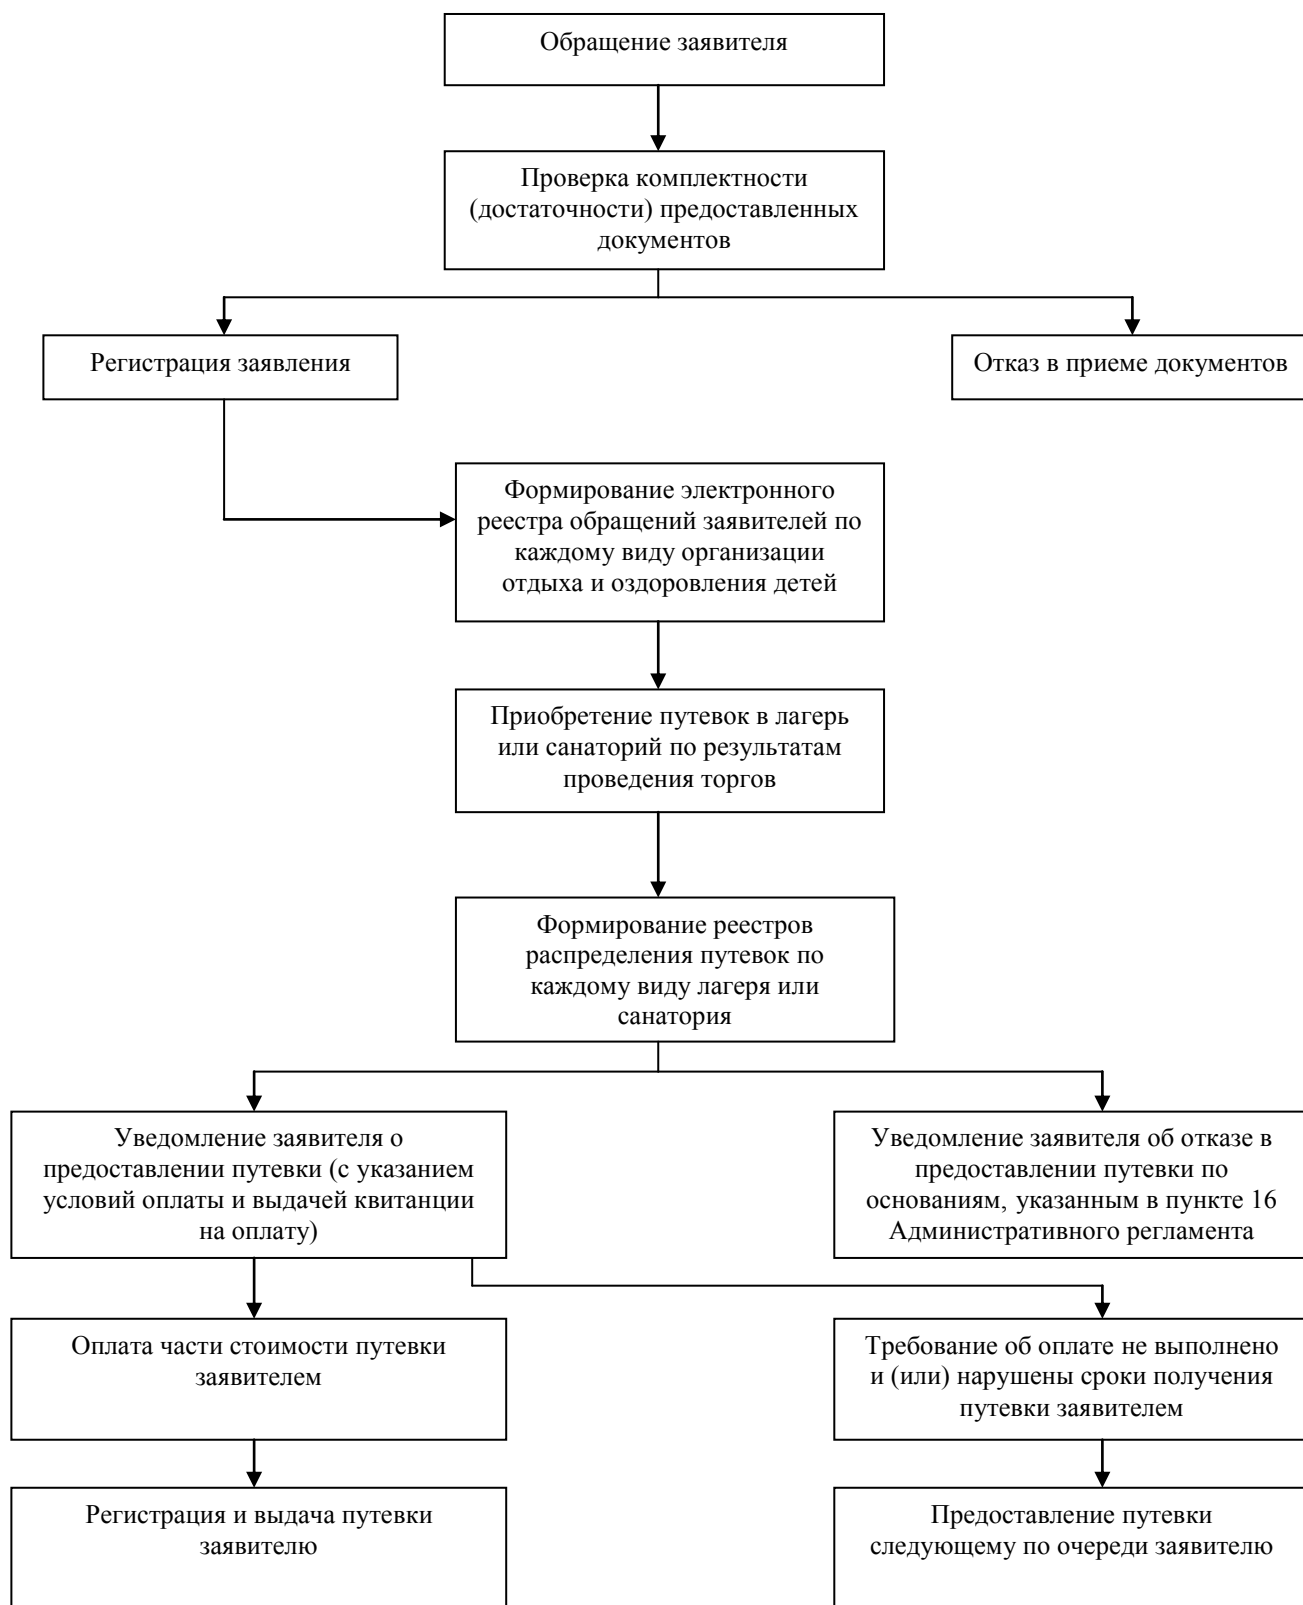 Обращение заявителя
Проверка комплектности
(достаточности) предоставленных
документов
Регистрация заявления
Отказ в приеме документов
Формирование электронного
реестра обращений заявителей по
каждому виду организации
отдыха и оздоровления детей
Приобретение путевок в лагерь
или санаторий по результатам
проведения торгов
Формирование реестров
распределения путевок по
каждому виду лагеря или
санатория
Уведомление заявителя о
предоставлении путевки (с указанием
условий оплаты и выдачей квитанции
на оплату)
Уведомление заявителя об отказе в
предоставлении путевки по
основаниям, указанным в пункте 16
Административного регламента
Оплата части стоимости путевки
заявителем
Требование об оплате не выполнено
и (или) нарушены сроки получения
путевки заявителем
Регистрация и выдача путевки
заявителю
Предоставление путевки
следующему по очереди заявителю